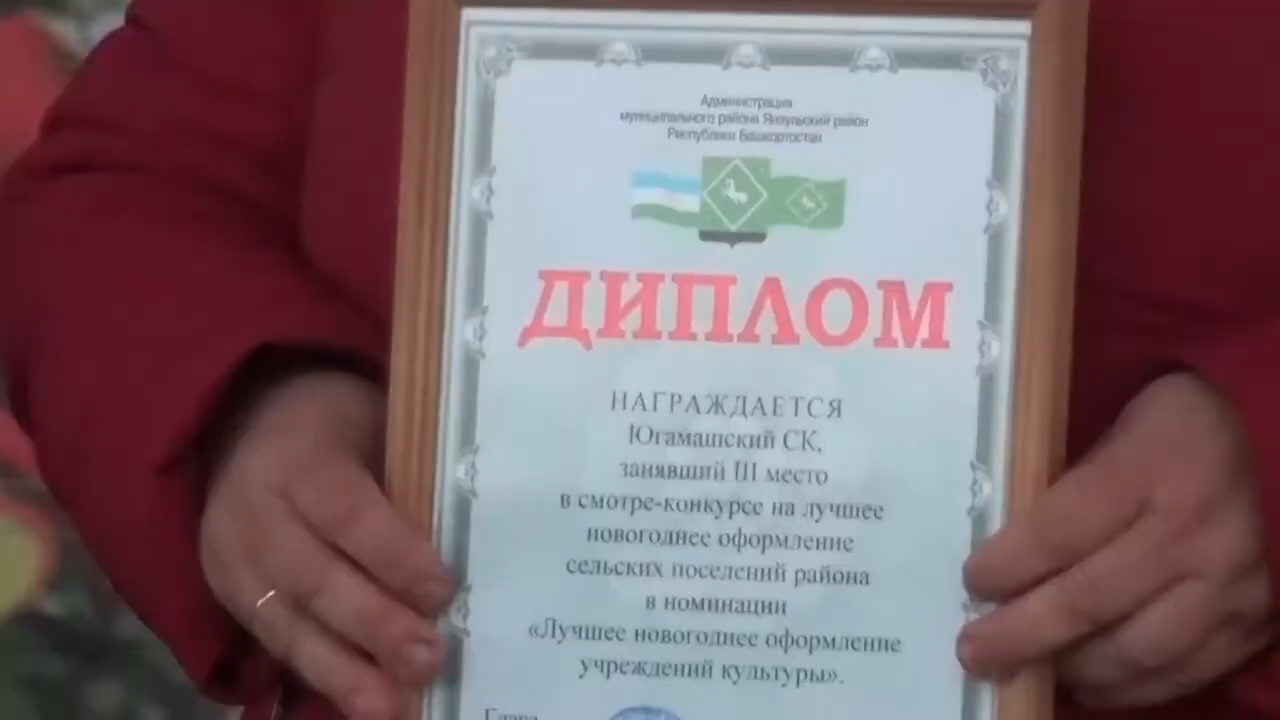 Администрация
муниципального района Янаульский район
Республики Башкортостан
ДИПЛОМ
НАГРАЖДАЕТСЯ
Югамашский СК,
занявший III место
в смотре-конкурсе на лучшее
новогоднее оформление
сельских поселений района
в номинации
«Лучшее новогоднее оформление
учреждений культуры».
Глава